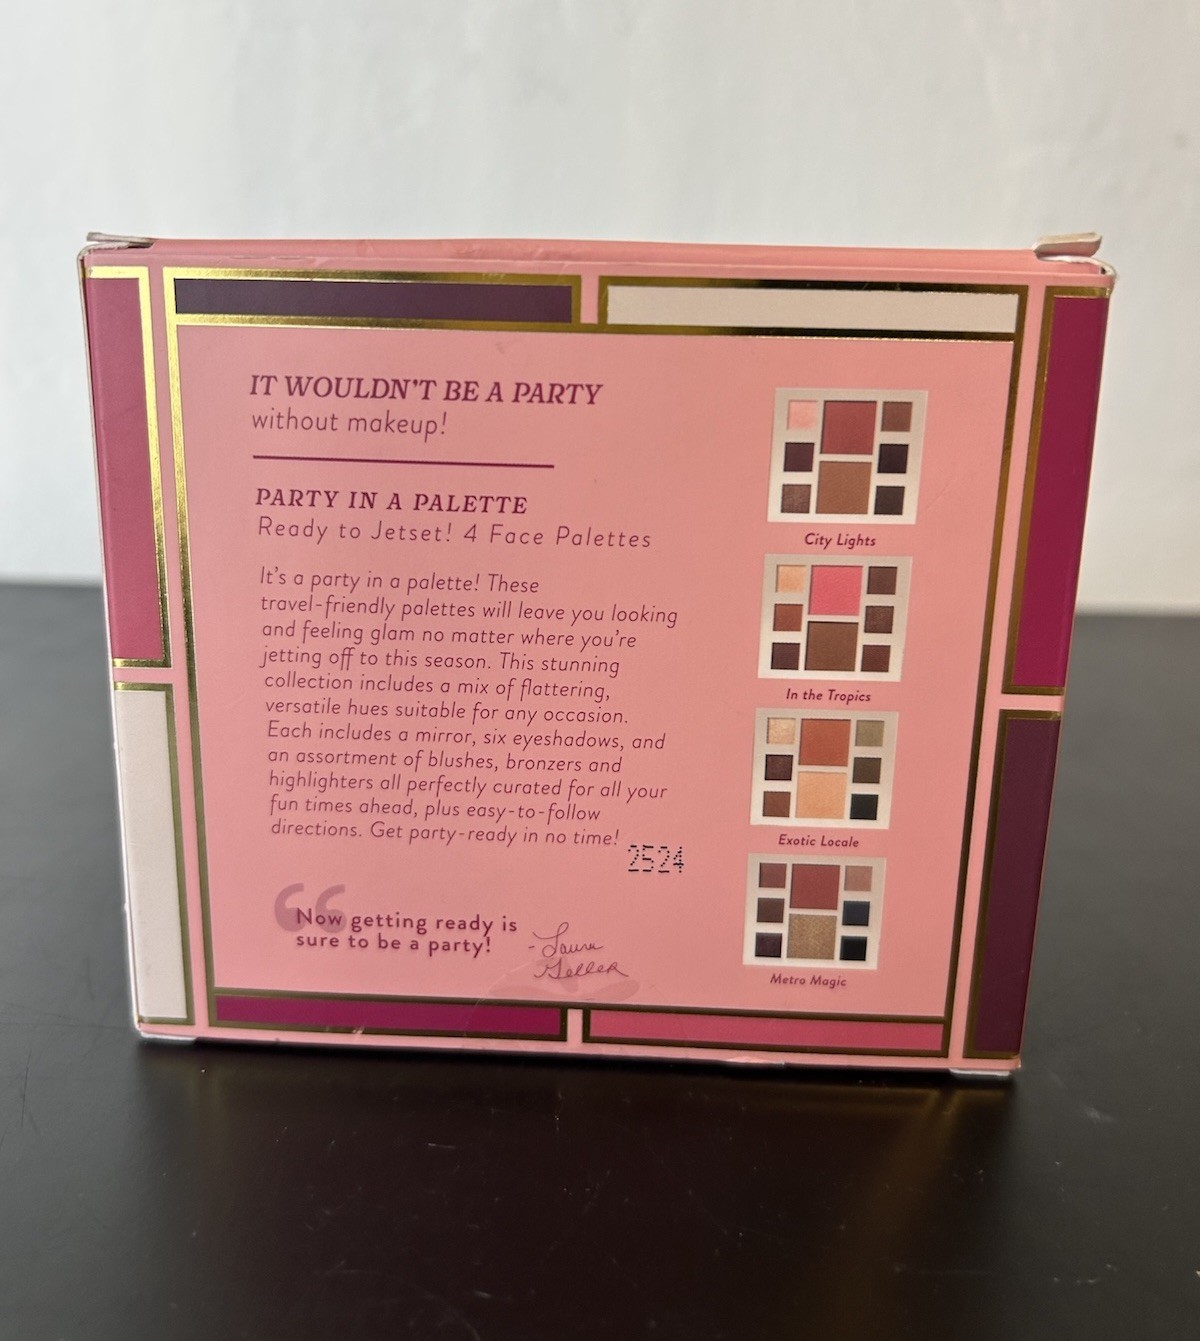 IT WOULDN'T BE A PARTY
without makeup!
PARTY IN A PALETTE
Ready to Jetset! 4 Face Palettes
It's a party in a palette! These
travel-friendly palettes will leave you looking
and feeling glam no matter where you're
jetting off to this season. This stunning
collection includes a mix of flattering,
versatile hues suitable for any occasion.
Each includes a mirror, six eyeshadows, and
an assortment of blushes, bronzers and
highlighters all perfectly curated for all your
fun times ahead, plus easy-to-follow
directions. Get party-ready in no time!
2524
“Now getting ready is
sure to be a party!
-Laura
Geller
City Lights
In the Tropics
Exotic Locale
Metro Magic